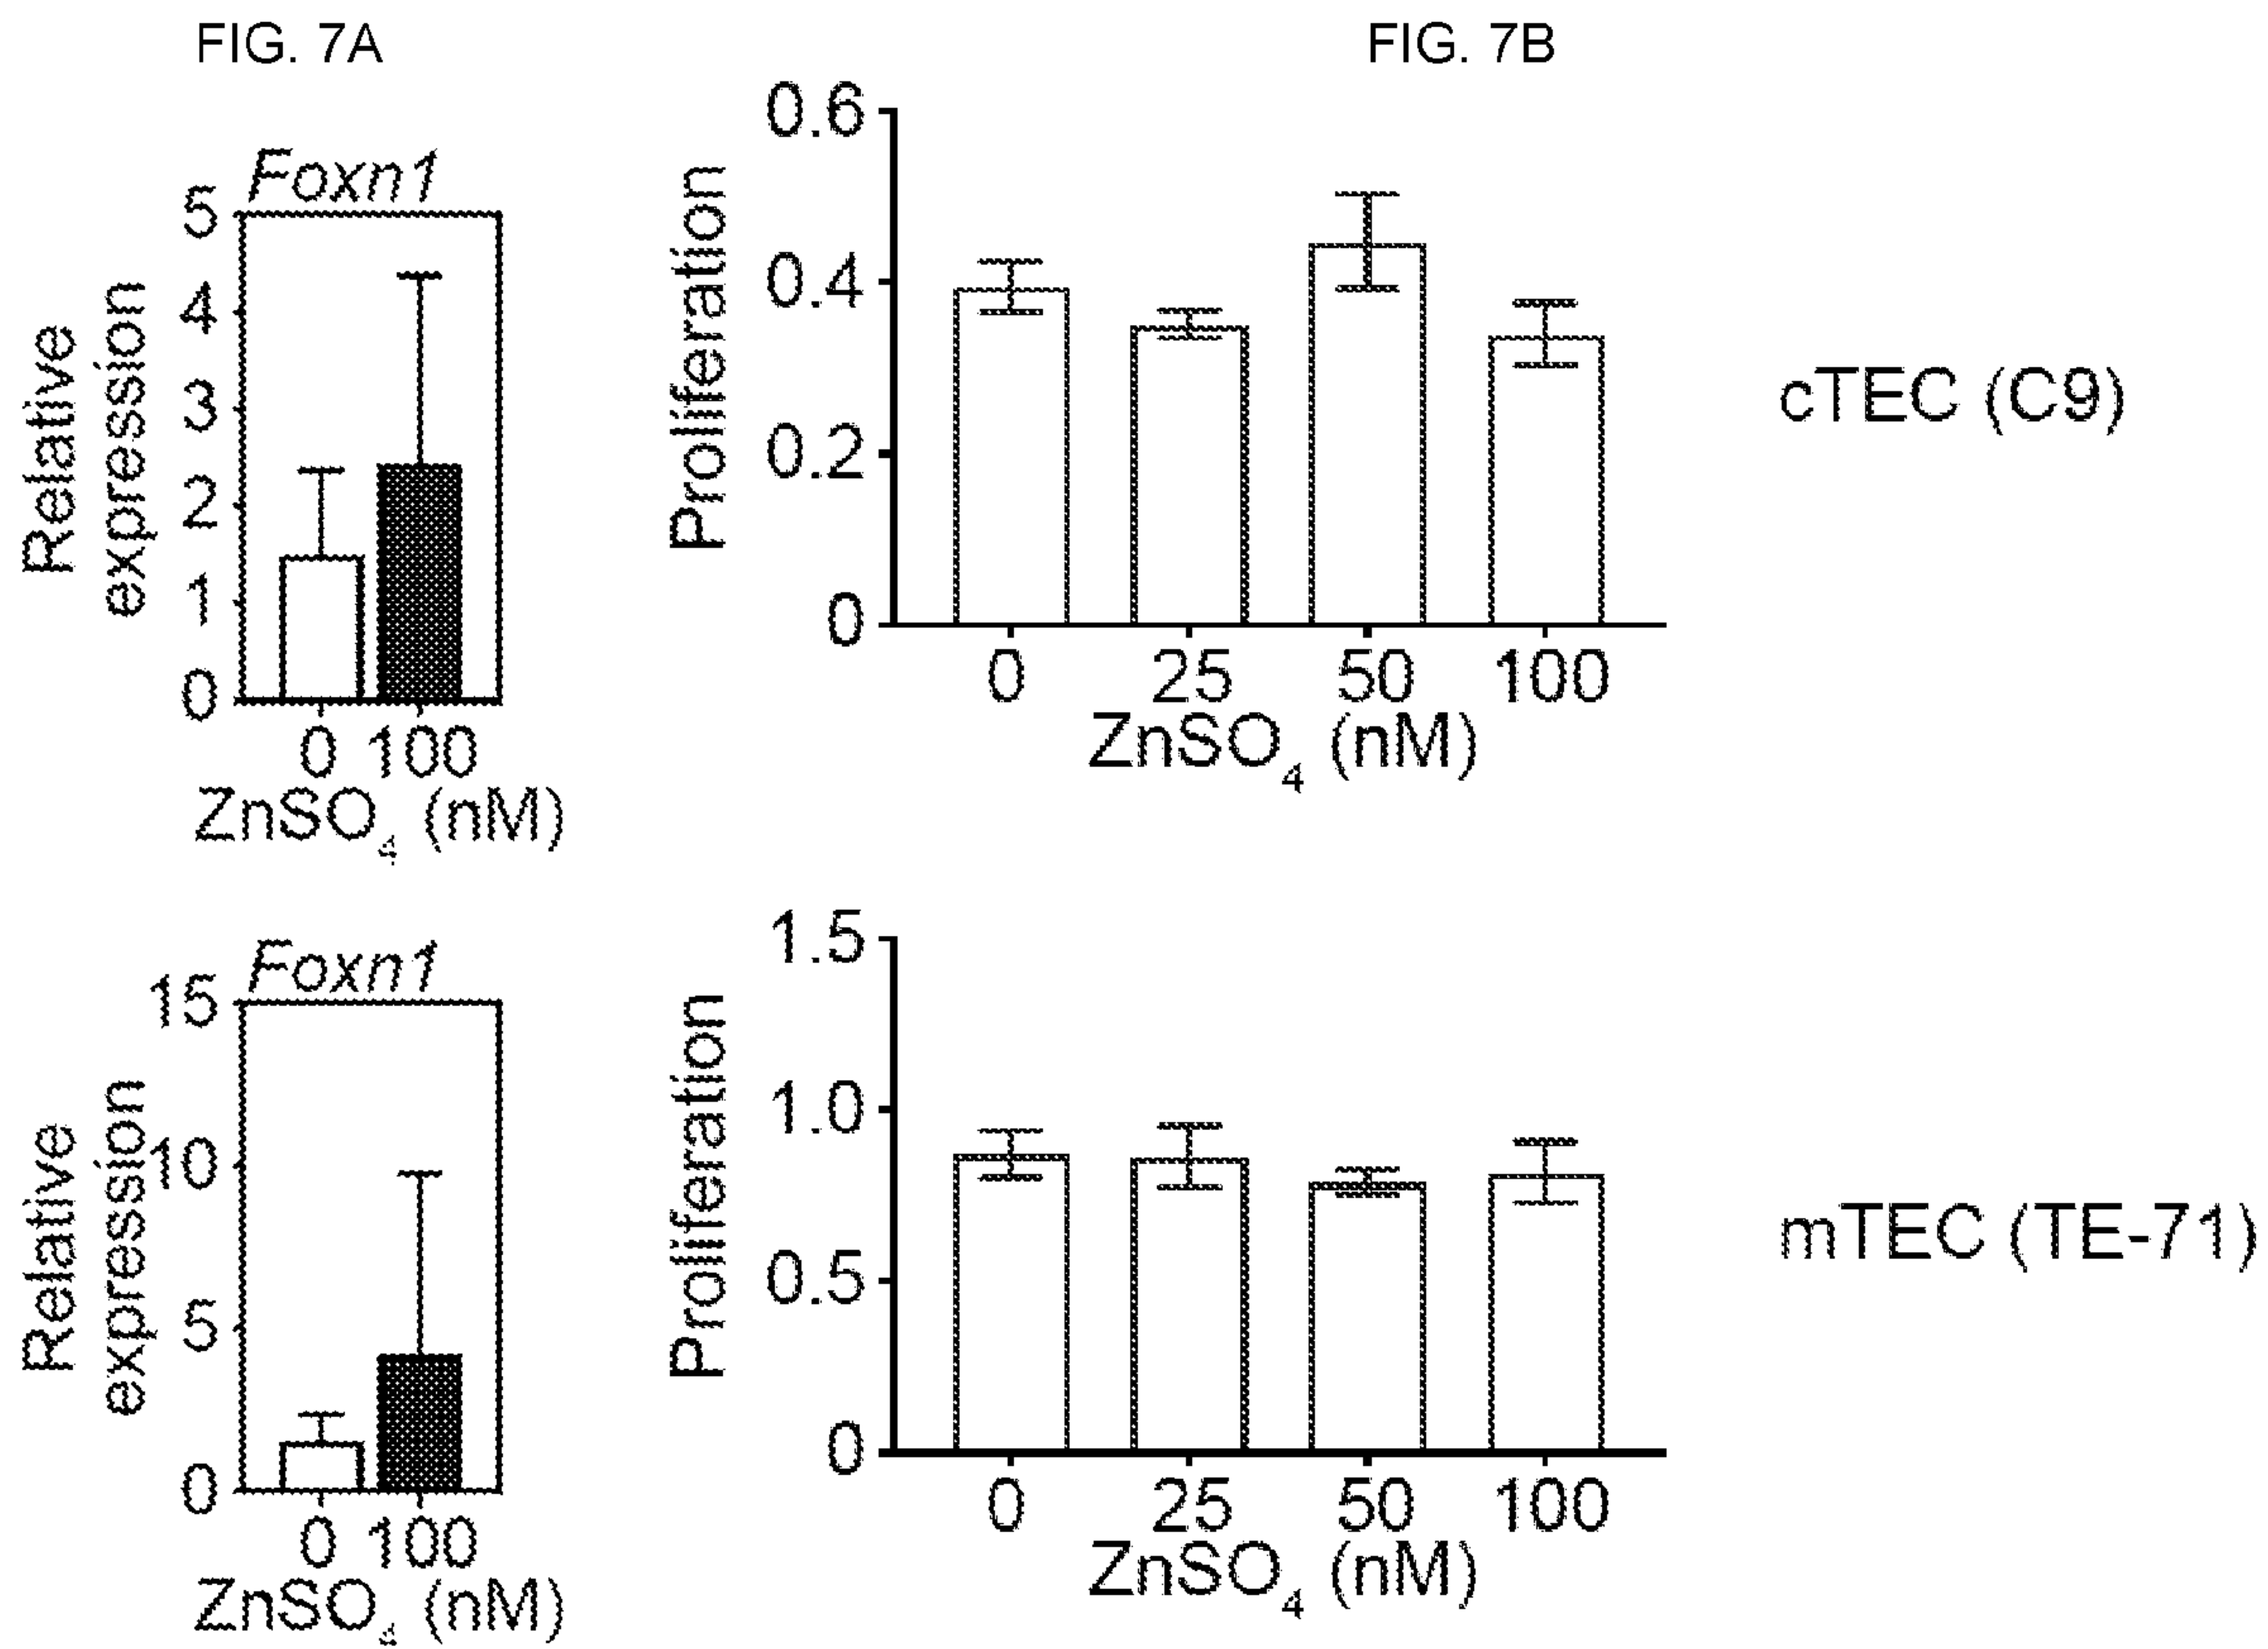 FIG. 7A
Foxn1
Relative
expression
5
4
3
2
1
0
0 100
ZnSO4 (nM)
Foxn1
Relative
expression
15
10
5
0
0 100
ZnSO4 (nM)
FIG. 7B
Proliferation
0.6
0.4
0.2
0
0 25 50 100
ZnSO4 (nM)
cTEC (C9)
Proliferation
1.5
1.0
0.5
0
0 25 50 100
ZnSO4 (nM)
mTEC (TE-71)